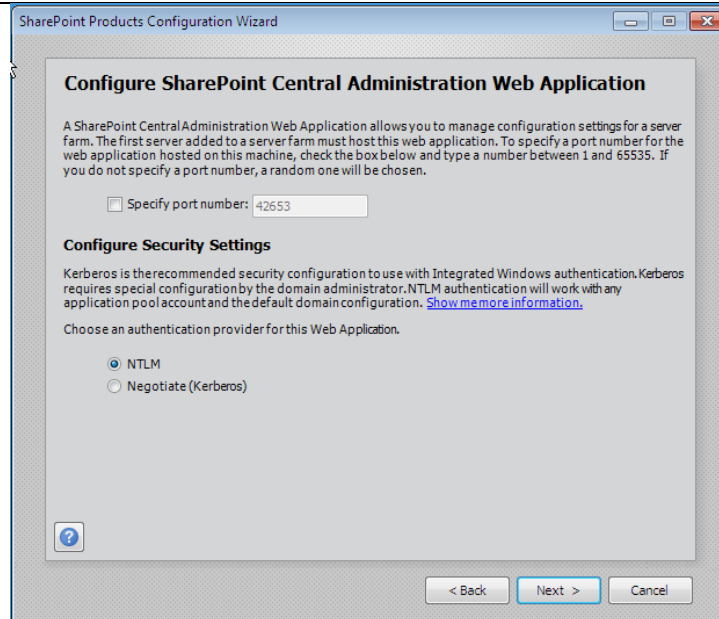 SharePoint Products Configuration Wizard
Configure SharePoint Central Administration Web Application
A SharePoint Central Administration Web Application allows you to manage configuration settings for a server
farm. The first server added to a server farm must host this web application. To specify a port number for the
web application hosted on this machine, check the box below and type a number between 1 and 65535. If
you do not specify a port number, a random one will be chosen.
Specify port number: 42653
Configure Security Settings
Kerberos is the recommended security configuration to use with Integrated Windows authentication. Kerberos
requires special configuration by the domain administrator. NTLM authentication will work with any
application pool account and the default domain configuration. Show me more information.
Choose an authentication provider for this Web Application.
NTLM
Negotiate (Kerberos)
?
< Back Next > Cancel